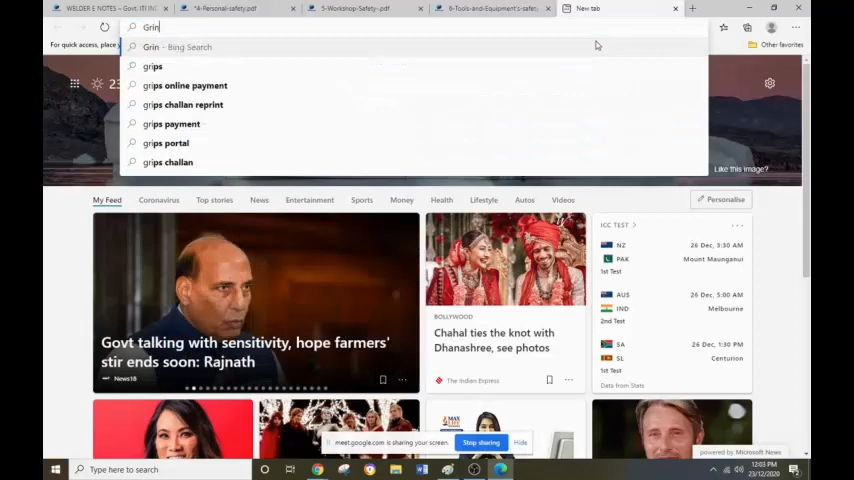 WELDER E NOTES – Govt. ITI INC
*4-Personal-safety.pdf
5-Workshop-Safety-.pdf
6-Tools-and-Equipment's-safety
New tab
Grin
For quick access, place y
Other favorites
Grin - Bing Search
grips
grips online payment
grips challan reprint
grips payment
grips portal
grips challan
23
Like this image?
My Feed
Coronavirus
Top stories
News
Entertainment
Sports
Money
Health
Lifestyle
Autos
Videos
Personalise
Govt talking with sensitivity, hope farmers'
stir ends soon: Rajnath
News18
BOLLYWOOD
Chahal ties the knot with
Dhanashree, see photos
The Indian Express
ICC TEST
NZ
26 Dec, 3:30 AM
PAK
Mount Maunganui
1st Test
AUS
26 Dec, 5:00 AM
IND
Melbourne
2nd Test
SA
26 Dec, 1:30 PM
SL
Centurion
1st Test
Data from Stats
MAX
LIFE
meet.google.com is sharing your screen.
Stop sharing
Hide
powered by Microsoft News
Type here to search
12:03 PM
23/12/2020